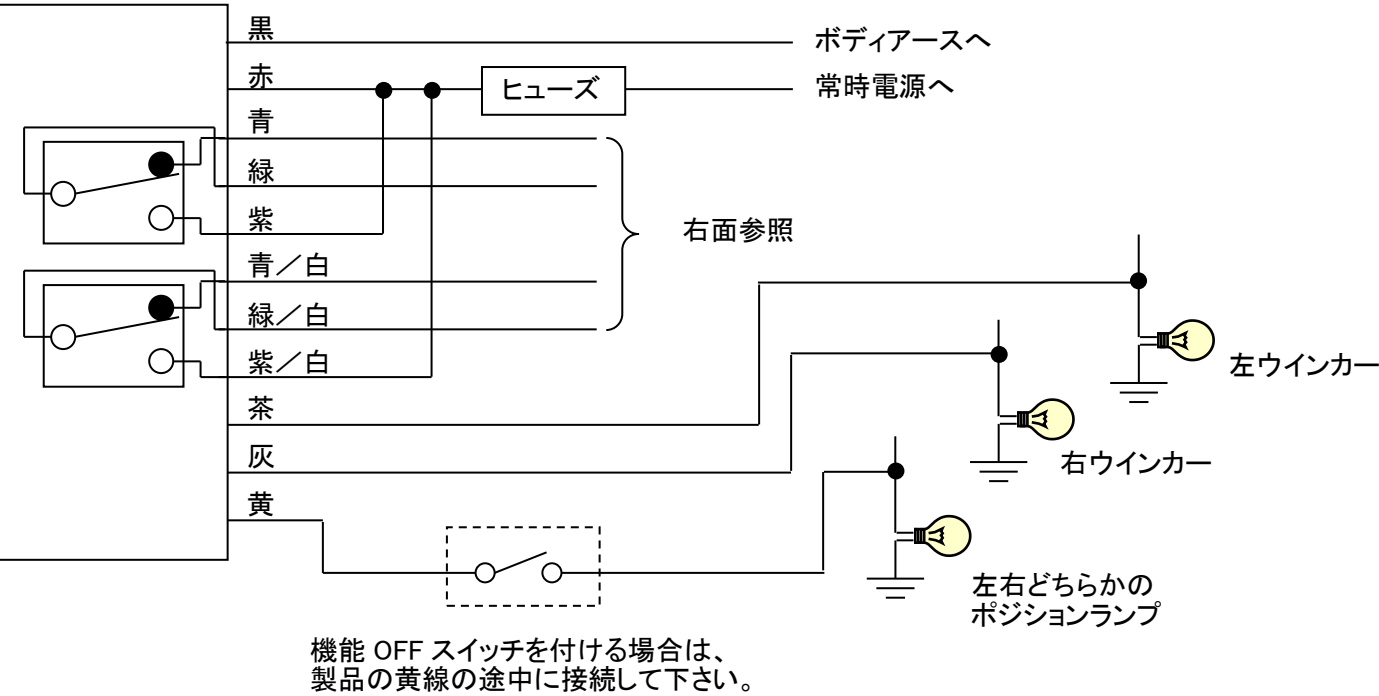 黒
ボディアースへ
赤
ヒューズ
常時電源へ
青
緑
紫
右面参照
青／白
緑／白
紫／白
左ウインカー
茶
灰
右ウインカー
黄
左右どちらかの
ポジションランプ
機能 OFF スイッチを付ける場合は、
製品の黄線の途中に接続して下さい。